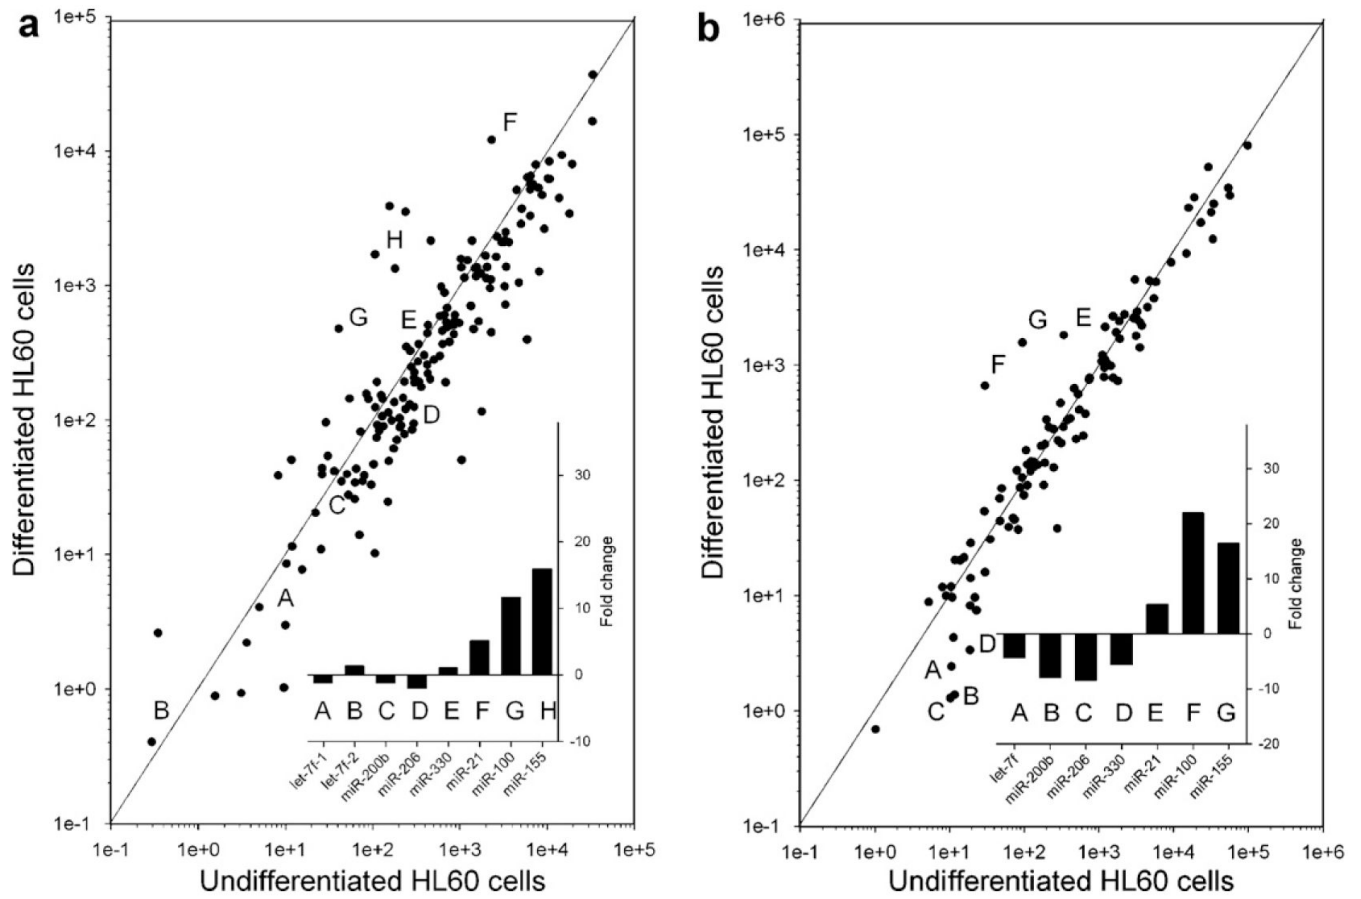 a
1e+5
1e+4
1e+3
1e+2
1e+1
1e+0
1e-1
Differentiated HL60 cells
F
H
G
E
D
C
A
B
30
20
10
0
-10
Fold change
A B C D E F G H
let-7f-1
let-7f-2
miR-200b
miR-206
miR-330
miR-21
miR-100
miR-155
1e-1 1e+0 1e+1 1e+2 1e+3 1e+4 1e+5
Undifferentiated HL60 cells
b
1e+6
1e+5
1e+4
1e+3
1e+2
1e+1
1e+0
1e-1
Differentiated HL60 cells
G E
F
D
A
B
C
30
20
10
0
-10
-20
Fold change
A B C D E F G
let-7f
miR-200b
miR-206
miR-330
miR-21
miR-100
miR-155
1e-1 1e+0 1e+1 1e+2 1e+3 1e+4 1e+5 1e+6
Undifferentiated HL60 cells